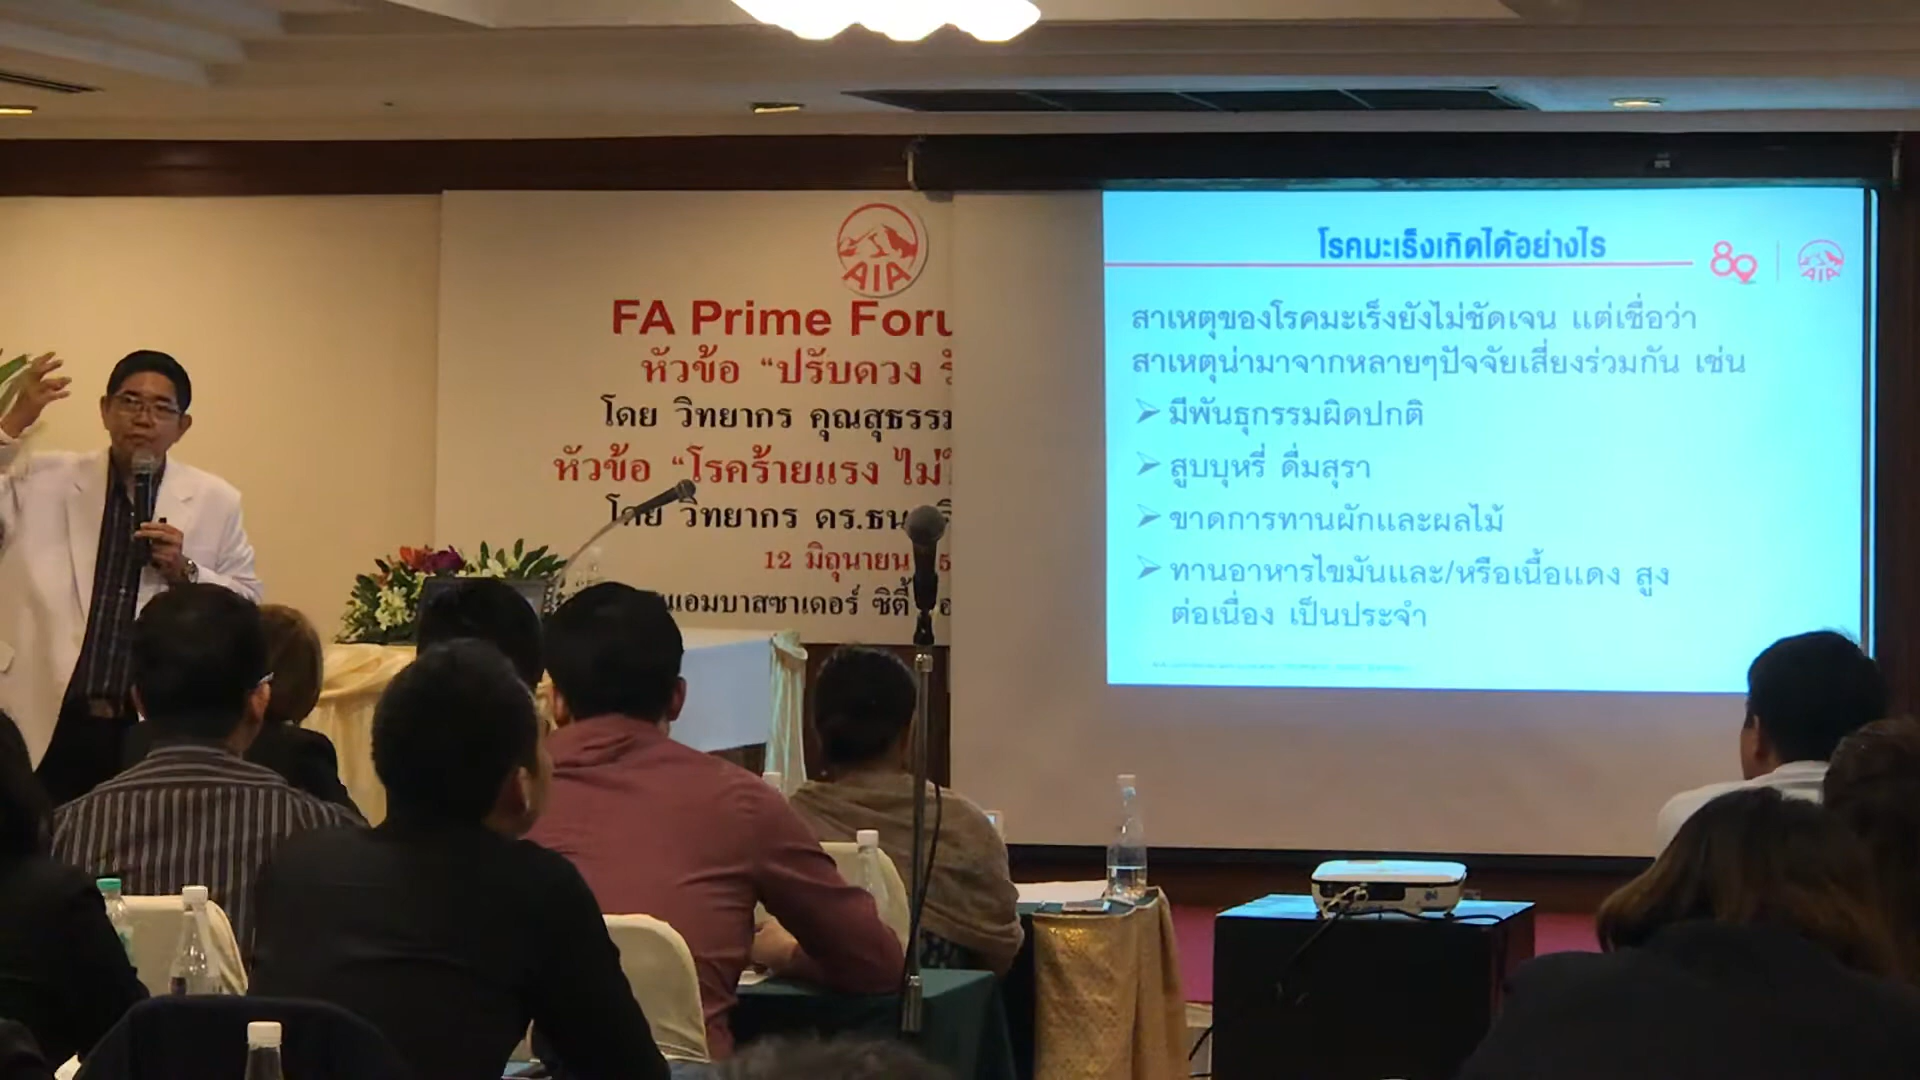 AIA
FA Prime
หัวข้อ “ปรับดวง
โดย วิทยากร คุณสุธรรม
หัวข้อ “โรคร้ายแรง
โดย วิทยากร ดร.
12 มิถุนายน
แอมบาสซาเดอร์ ซิตี้
โรคมะเร็งเกิดได้อย่างไร
80
AIA
สาเหตุของโรคมะเร็งยังไม่ชัดเจน แต่เชื่อว่า
สาเหตุน่ามาจากหลายๆปัจจัยเสี่ยงร่วมกัน เช่น
➢ มีพันธุกรรมผิดปกติ
➢ สูบบุหรี่ ดื่มสุรา
➢ ขาดการทานผักและผลไม้
➢ ทานอาหารไขมันและ/หรือเนื้อแดง สูง
ต่อเนื่อง เป็นประจำ